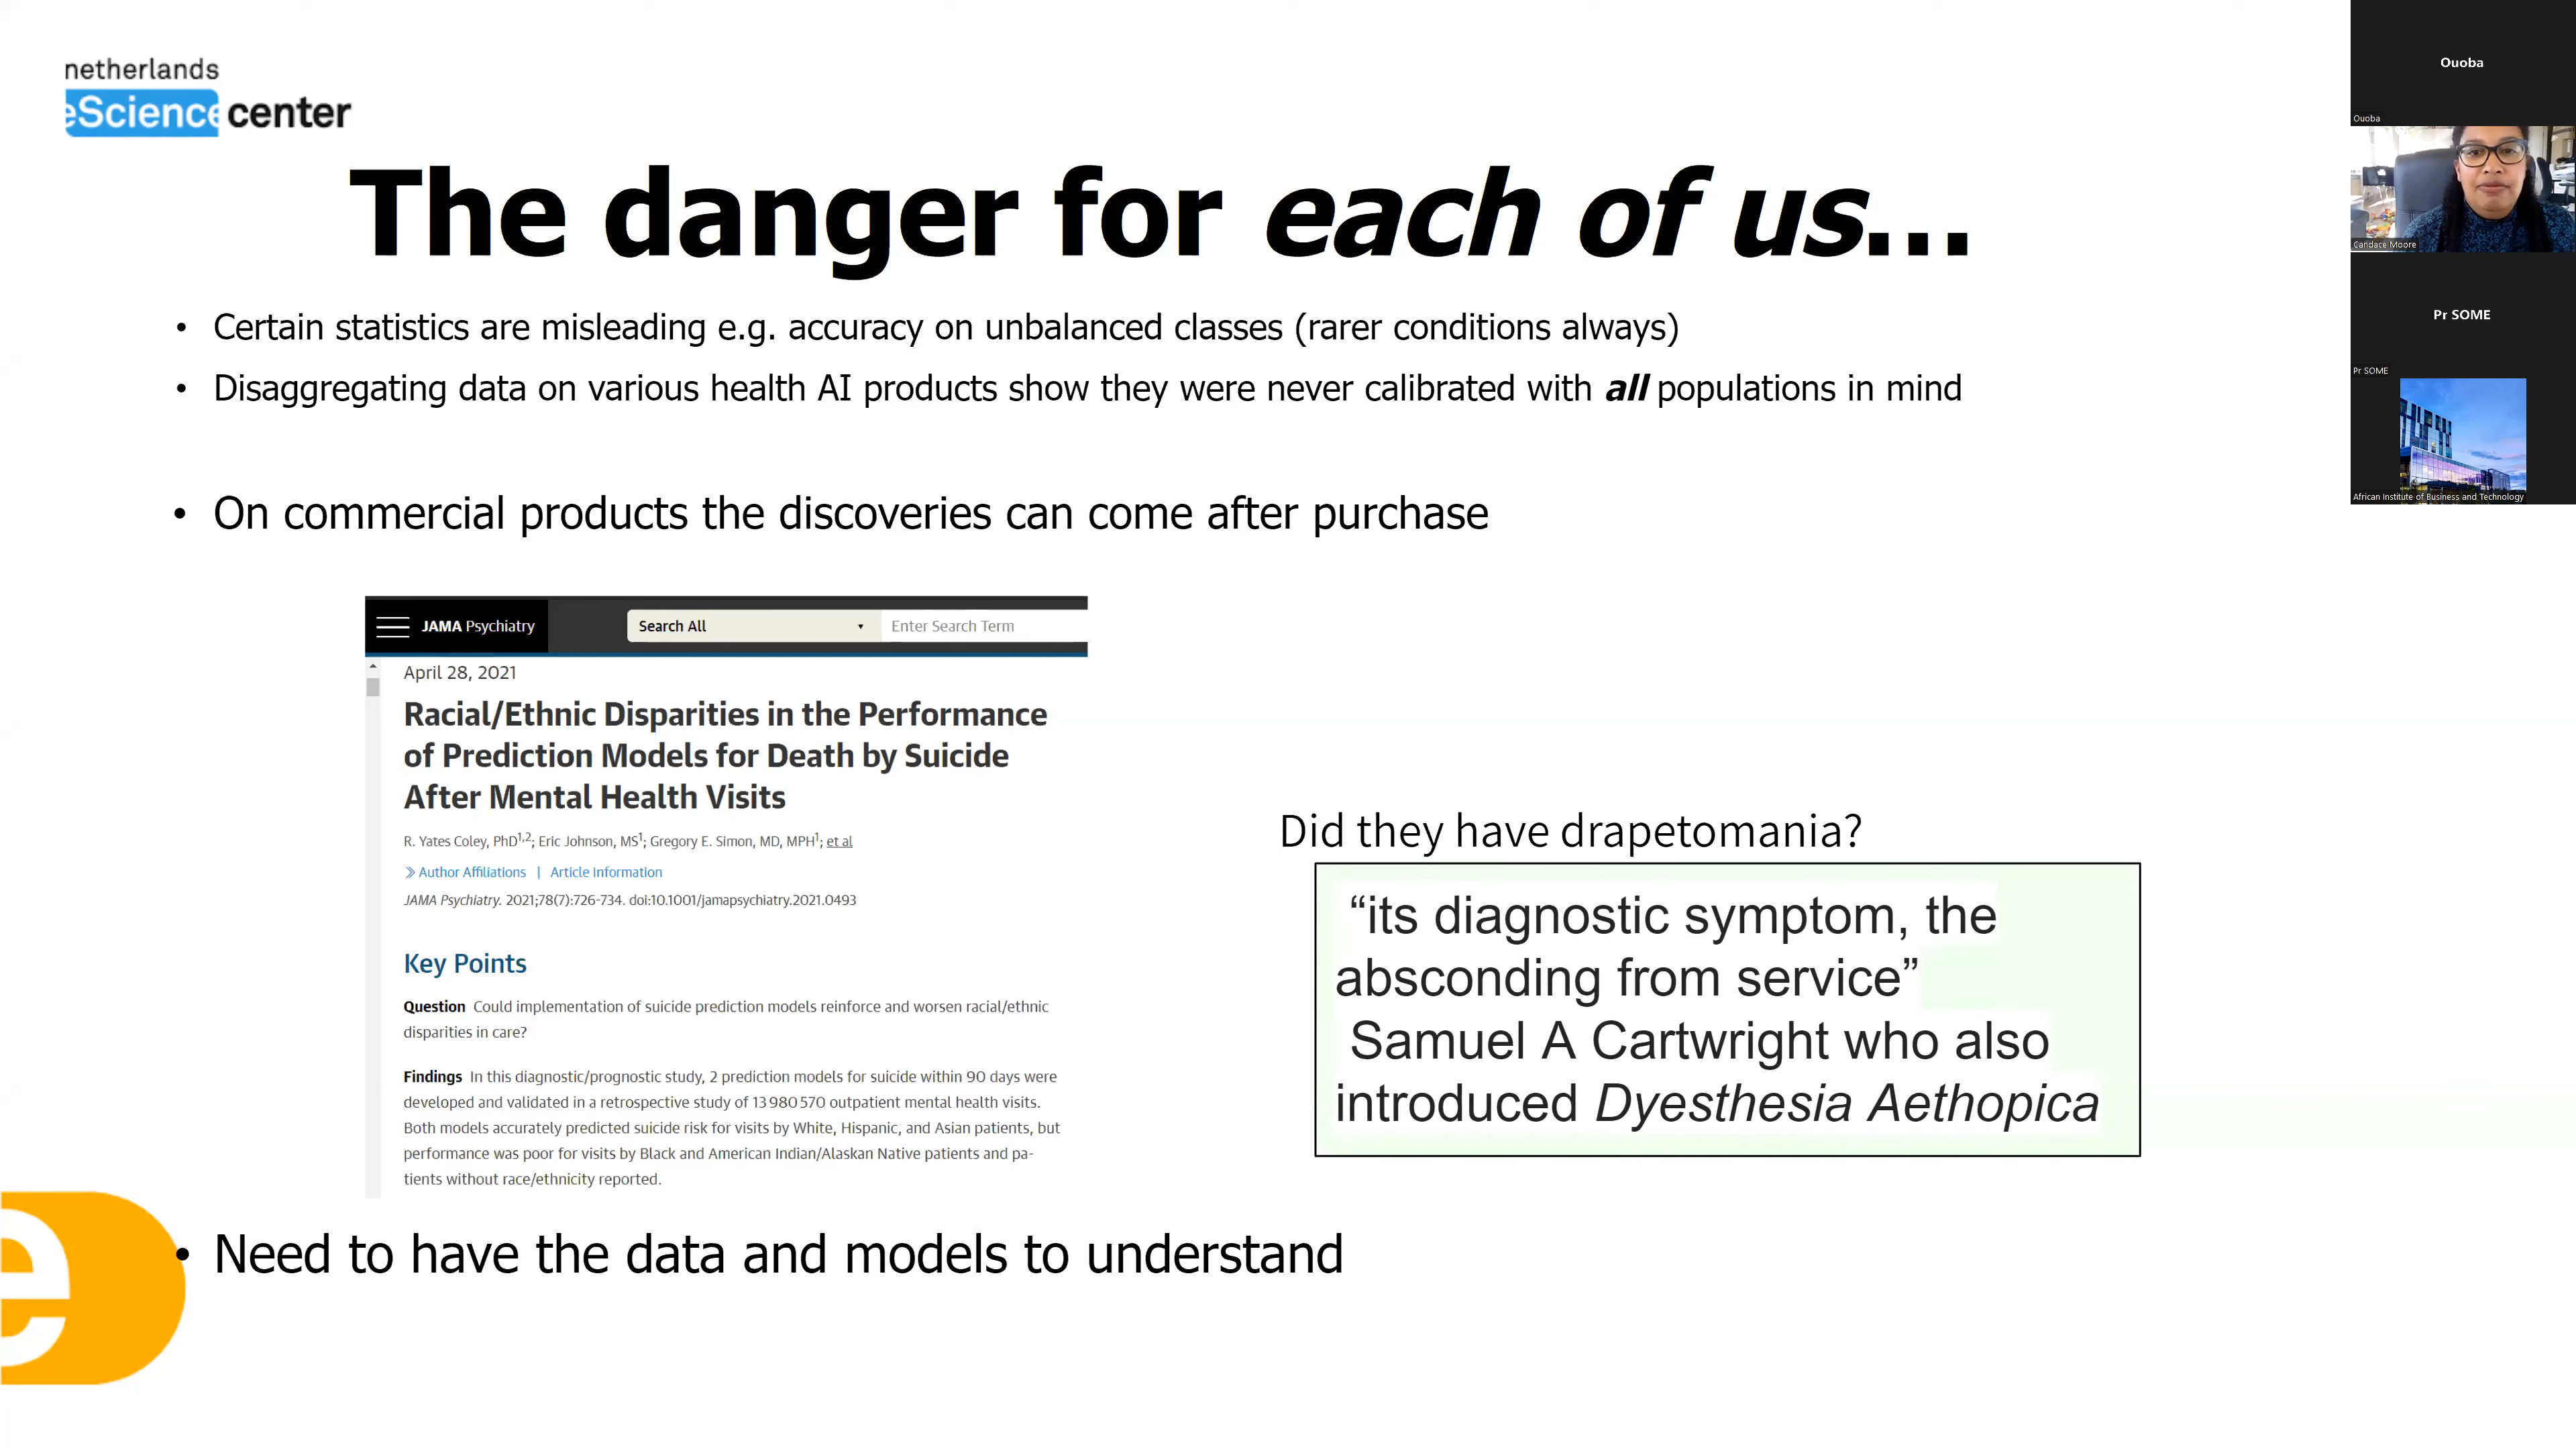 netherlands
eScience center
The danger for each of us...
• Certain statistics are misleading e.g. accuracy on unbalanced classes (rarer conditions always)
• Disaggregating data on various health AI products show they were never calibrated with all populations in mind
• On commercial products the discoveries can come after purchase
JAMA Psychiatry
Search All
Enter Search Term
April 28, 2021
Racial/Ethnic Disparities in the Performance
of Prediction Models for Death by Suicide
After Mental Health Visits
R. Yates Coley, PhD1,2; Eric Johnson, MS1; Gregory E. Simon, MD, MPH1; et al
» Author Affiliations | Article Information
JAMA Psychiatry. 2021;78(7):726-734. doi:10.1001/jamapsychiatry.2021.0493
Key Points
Question Could implementation of suicide prediction models reinforce and worsen racial/ethnic
disparities in care?
Findings In this diagnostic/prognostic study, 2 prediction models for suicide within 90 days were
developed and validated in a retrospective study of 13 980 570 outpatient mental health visits.
Both models accurately predicted suicide risk for visits by White, Hispanic, and Asian patients, but
performance was poor for visits by Black and American Indian/Alaskan Native patients and pa-
tients without race/ethnicity reported.
Did they have drapetomania?
“its diagnostic symptom, the
absconding from service”
Samuel A Cartwright who also
introduced Dyesthesia Aethopica
• Need to have the data and models to understand
e
Ouoba
Ouoba
Candace Moore
Pr SOME
Pr SOME
African Institute of Business and Technology